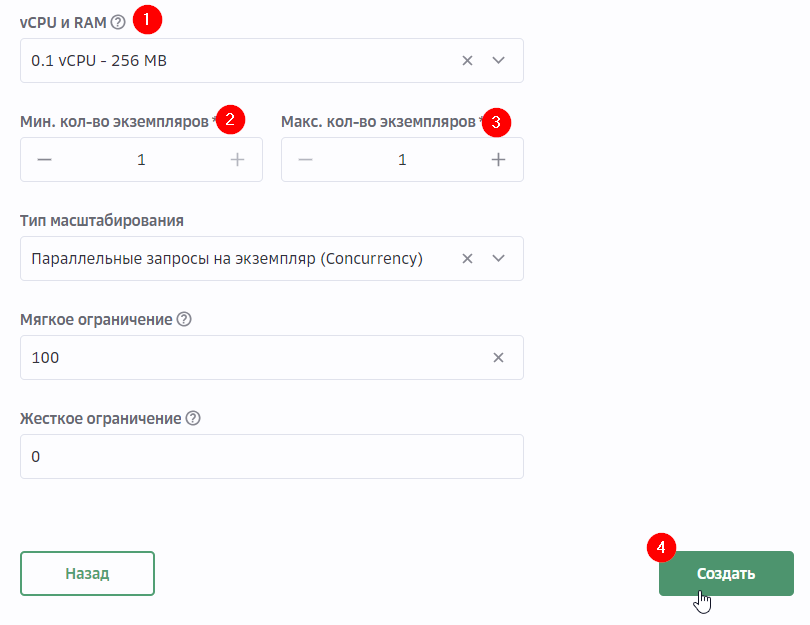 vCPU и RAM ? 1
0.1 vCPU - 256 MB
Мин. кол-во экземпляров * 2 Макс. кол-во экземпляров * 3
1 1
Тип масштабирования
Параллельные запросы на экземпляр (Concurrency)
Мягкое ограничение ?
100
Жесткое ограничение ?
0
4
Назад Создать